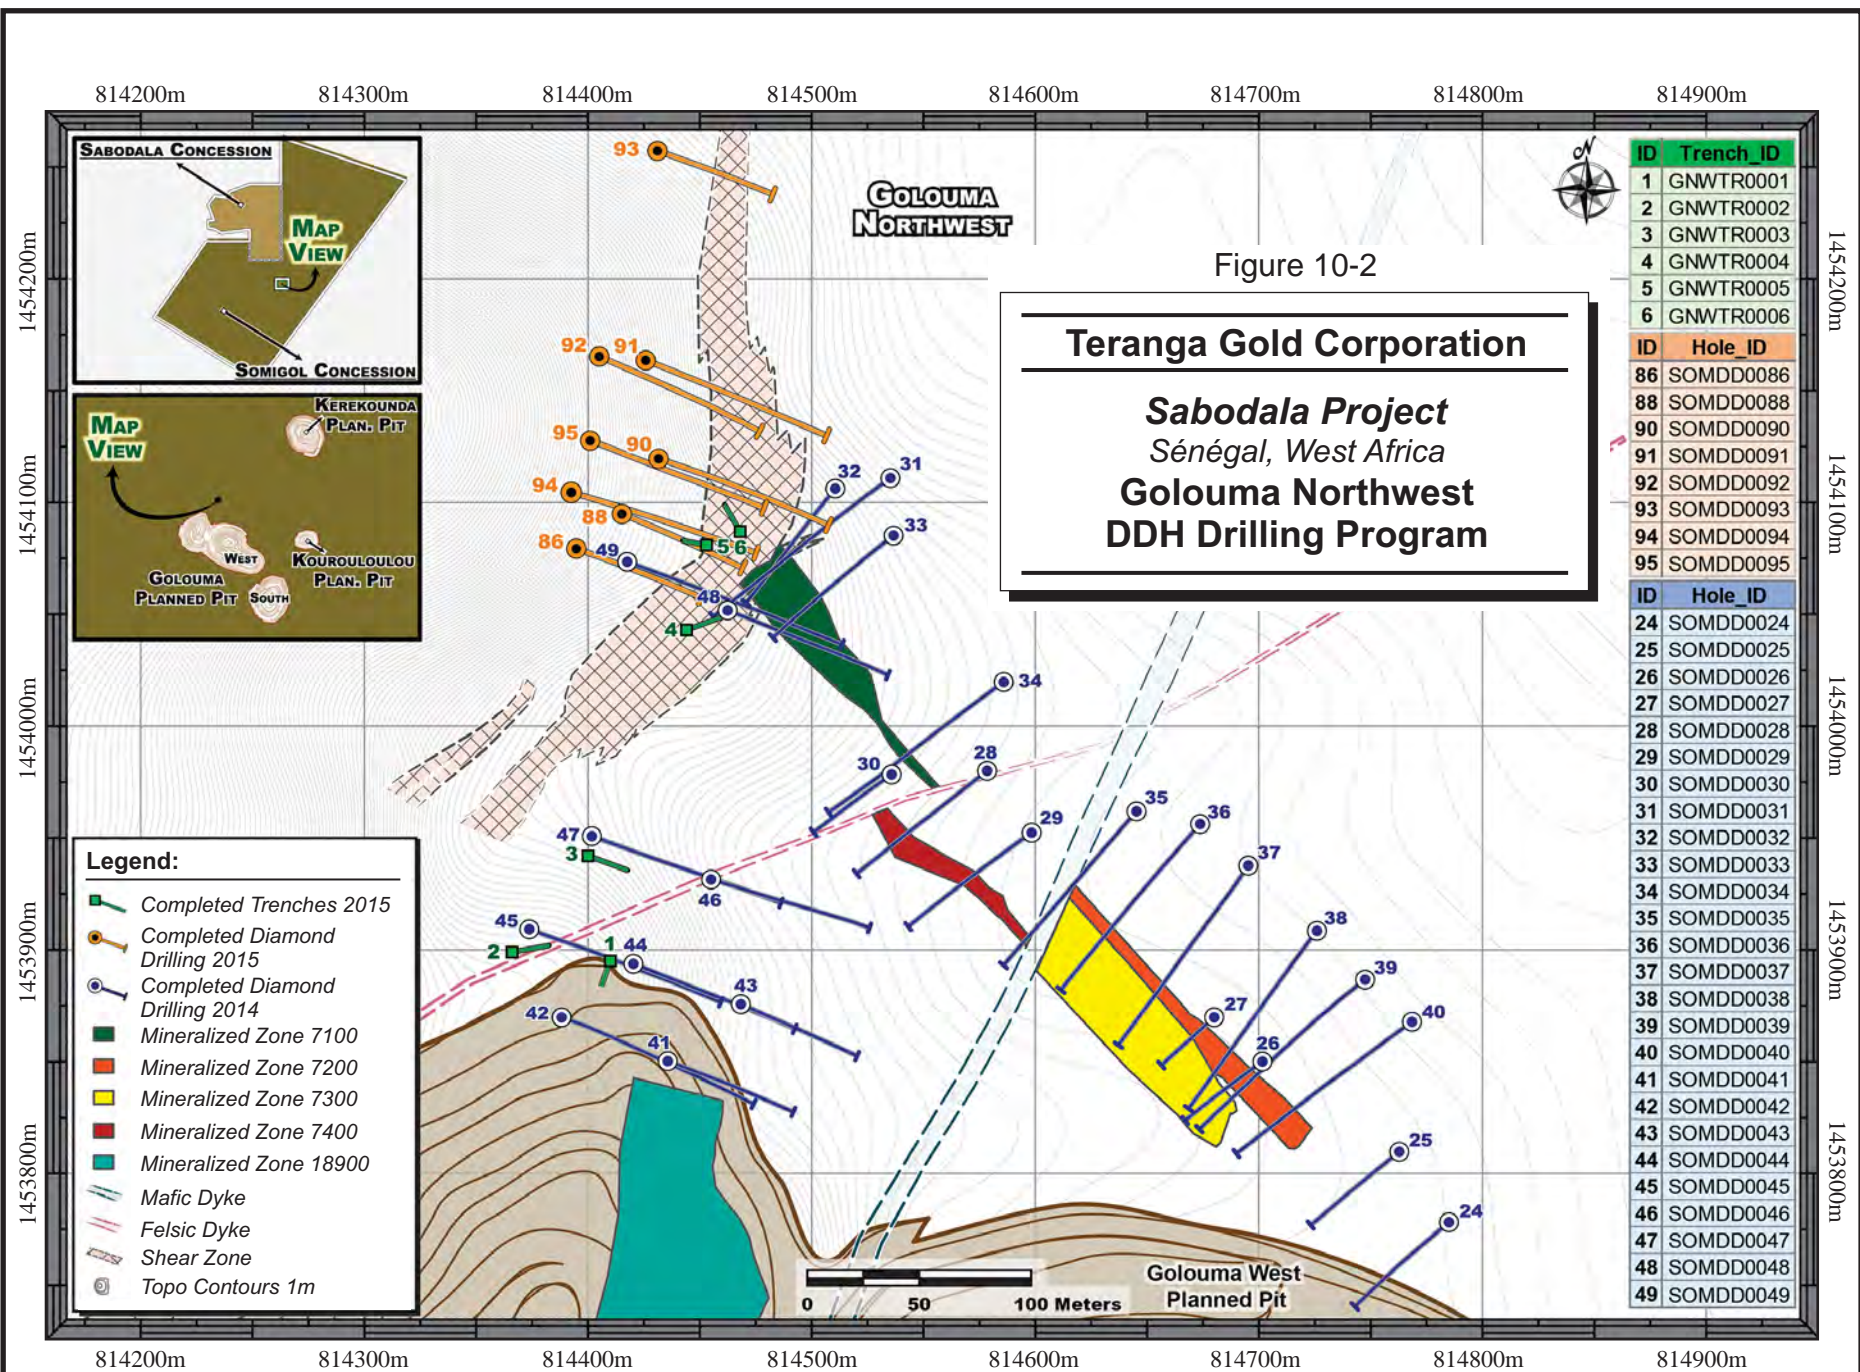 814200m 814300m 814400m 814500m 814600m 814700m 814800m 814900m
1454200m
1454100m
1454000m
1453900m
1453800m
SABODALA CONCESSION
MAP
VIEW
SOMIGOL CONCESSION
MAP
VIEW
KEREKOUNDA
PLAN. PIT
WEST
GOLOUMA
PLANNED PIT
SOUTH
KOUROULOULOU
PLAN. PIT
GOLOUMA
NORTHWEST
N
Figure 10-2
Teranga Gold Corporation
Sabodala Project
Sénégal, West Africa
Golouma Northwest
DDH Drilling Program
93
92 91
95
90
94
88
86
49
32
31
33
5 6
48
4
34
30
28
47
3
46
29
35
36
37
38
39
40
45
2
1
44
43
42
41
27
26
25
24
Legend:
Completed Trenches 2015
Completed Diamond
Drilling 2015
Completed Diamond
Drilling 2014
Mineralized Zone 7100
Mineralized Zone 7200
Mineralized Zone 7300
Mineralized Zone 7400
Mineralized Zone 18900
Mafic Dyke
Felsic Dyke
Shear Zone
Topo Contours 1m
0 50 100 Meters
Golouma West
Planned Pit
ID Trench_ID
1 GNWTR0001
2 GNWTR0002
3 GNWTR0003
4 GNWTR0004
5 GNWTR0005
6 GNWTR0006
ID Hole_ID
86 SOMDD0086
88 SOMDD0088
90 SOMDD0090
91 SOMDD0091
92 SOMDD0092
93 SOMDD0093
94 SOMDD0094
95 SOMDD0095
ID Hole_ID
24 SOMDD0024
25 SOMDD0025
26 SOMDD0026
27 SOMDD0027
28 SOMDD0028
29 SOMDD0029
30 SOMDD0030
31 SOMDD0031
32 SOMDD0032
33 SOMDD0033
34 SOMDD0034
35 SOMDD0035
36 SOMDD0036
37 SOMDD0037
38 SOMDD0038
39 SOMDD0039
40 SOMDD0040
41 SOMDD0041
42 SOMDD0042
43 SOMDD0043
44 SOMDD0044
45 SOMDD0045
46 SOMDD0046
47 SOMDD0047
48 SOMDD0048
49 SOMDD0049
1454200m
1454100m
1454000m
1453900m
1453800m
814200m 814300m 814400m 814500m 814600m 814700m 814800m 814900m